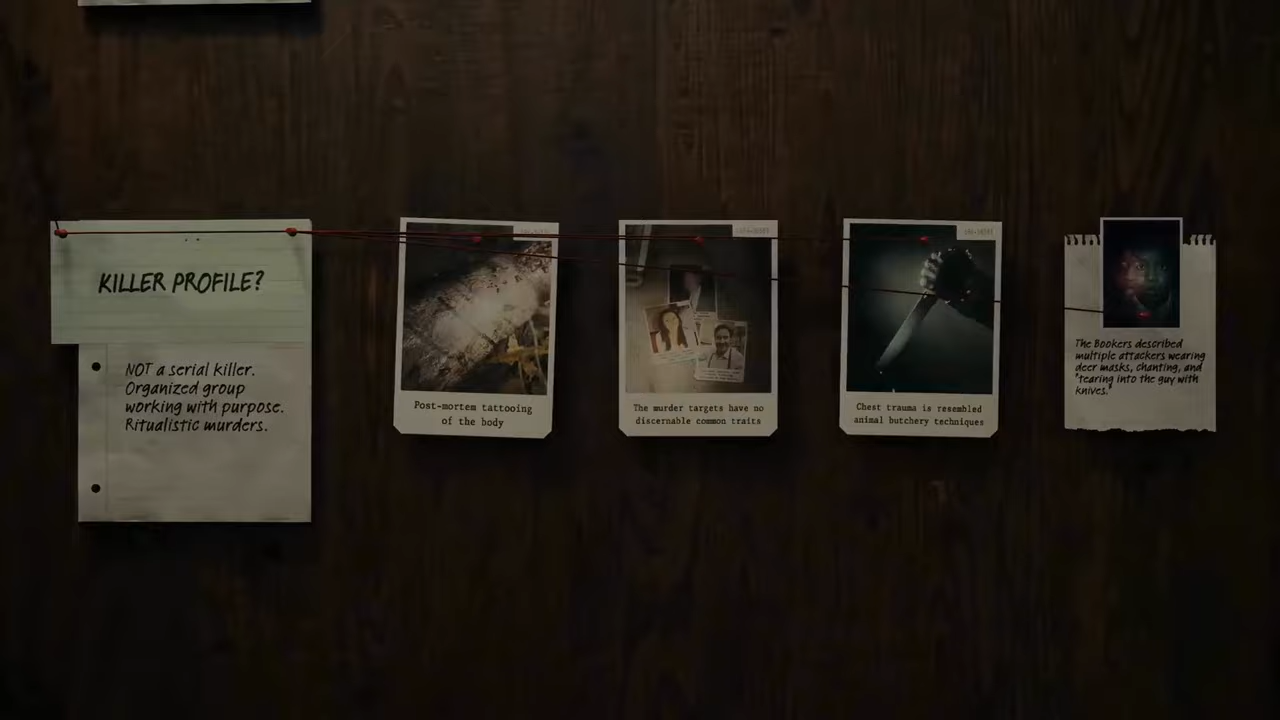 KILLER PROFILE?
NOT a serial killer.
Organized group
working with purpose.
Ritualistic murders.
Post-mortem tattooing
of the body
The murder targets have no
discernable common traits
Chest trauma is resembled
animal butchery techniques
The Bookers described
multiple attackers wearing
deer masks, chanting, and
"tearing into the guy with
knives."